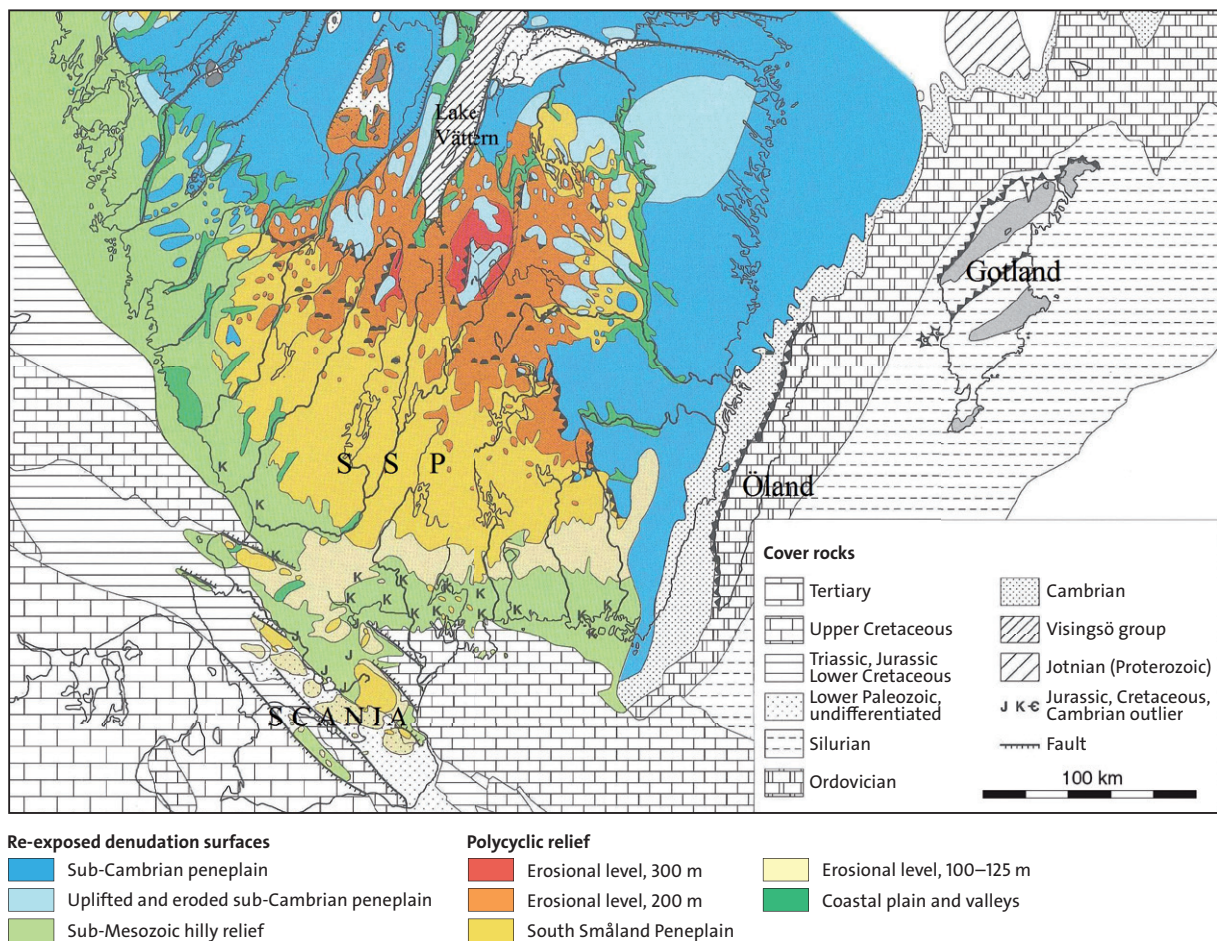 Є
Lake
Vättern
Gotland
S S P
Öland
K
K
K
K
K
K
K
K
K
K
K
K
K
K
J
J
J
SCANIA
Cover rocks
Tertiary
Upper Cretaceous
Triassic, Jurassic
Lower Cretaceous
Lower Paleozoic,
undifferentiated
Silurian
Ordovician
Cambrian
Visingsö group
Jotnian (Proterozoic)
J K Є Jurassic, Cretaceous,
Cambrian outlier
Fault
100 km
Re-exposed denudation surfaces
Sub-Cambrian peneplain
Uplifted and eroded sub-Cambrian peneplain
Sub-Mesozoic hilly relief
Polycyclic relief
Erosional level, 300 m
Erosional level, 200 m
South Småland Peneplain
Erosional level, 100–125 m
Coastal plain and valleys